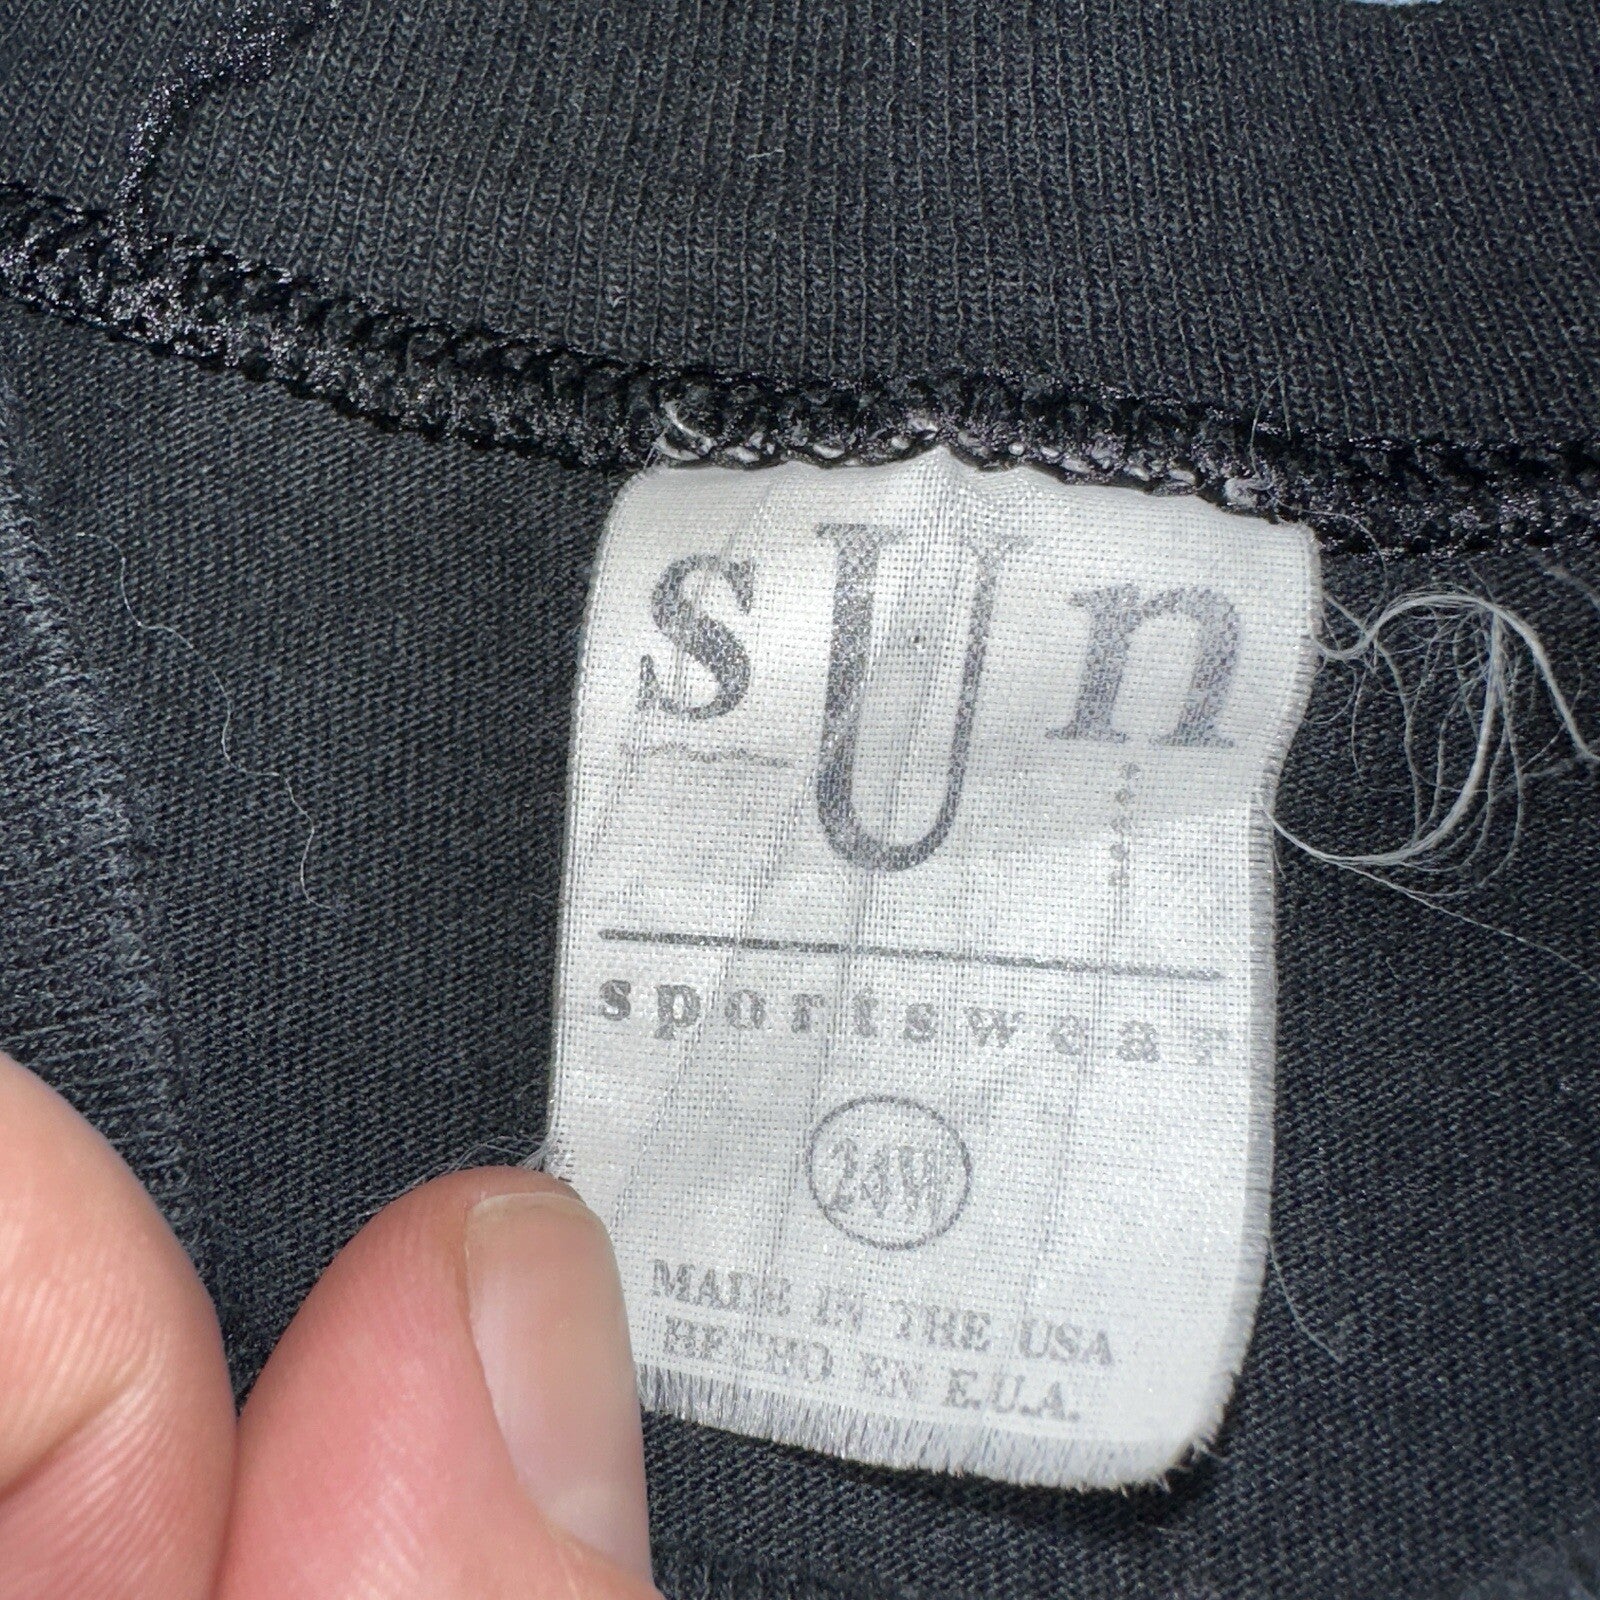 sUn
sportswear
24W
MADE IN THE USA
HECHO EN E.U.A.